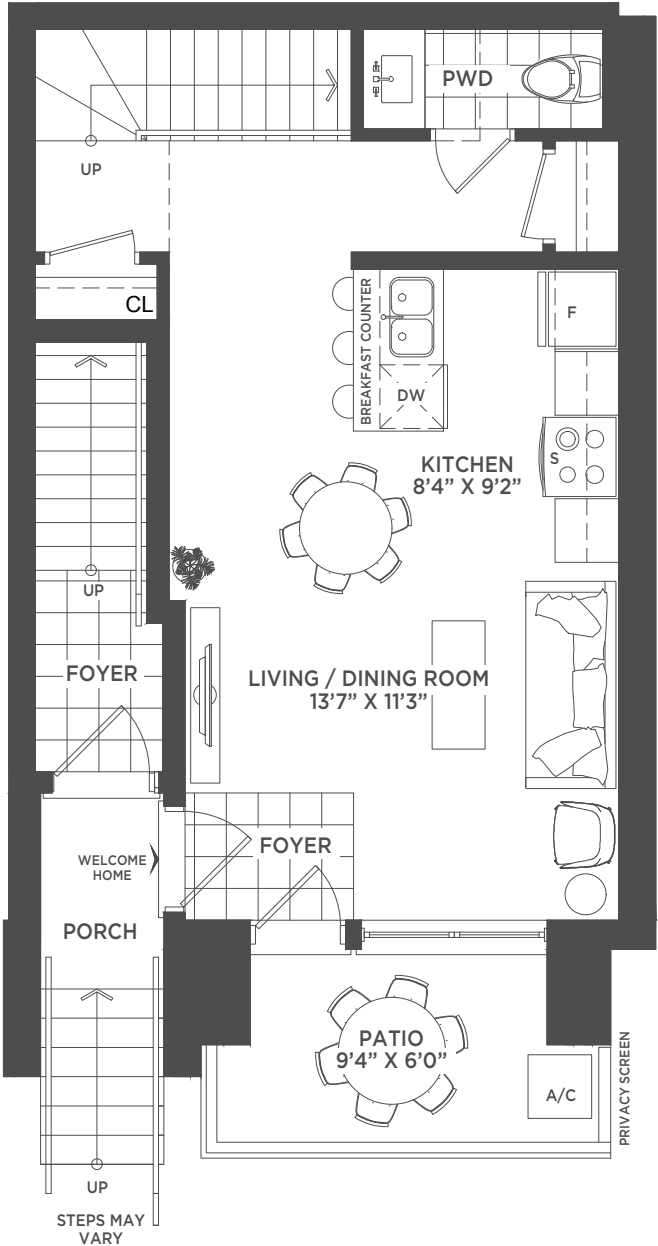 PWD
UP
CL
BREAKFAST COUNTER
F
DW
KITCHEN
8'4” X 9'2”
S
UP
FOYER
LIVING / DINING ROOM
13'7” X 11'3”
WELCOME
HOME
FOYER
PORCH
PATIO
9'4” X 6'0”
A/C
PRIVACY SCREEN
UP
STEPS MAY
VARY